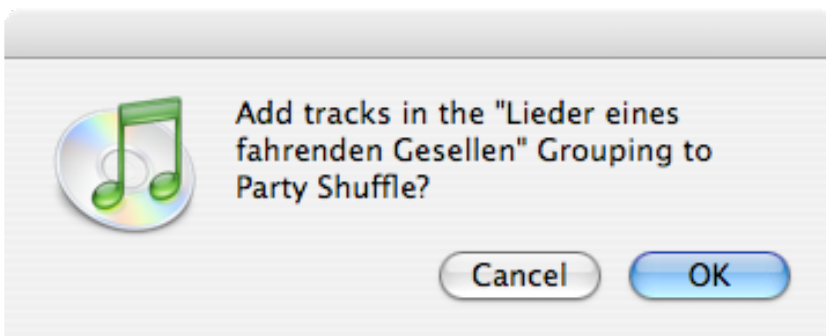 Add tracks in the "Lieder eines
fahrenden Gesellen" Grouping to
Party Shuffle?
Cancel OK